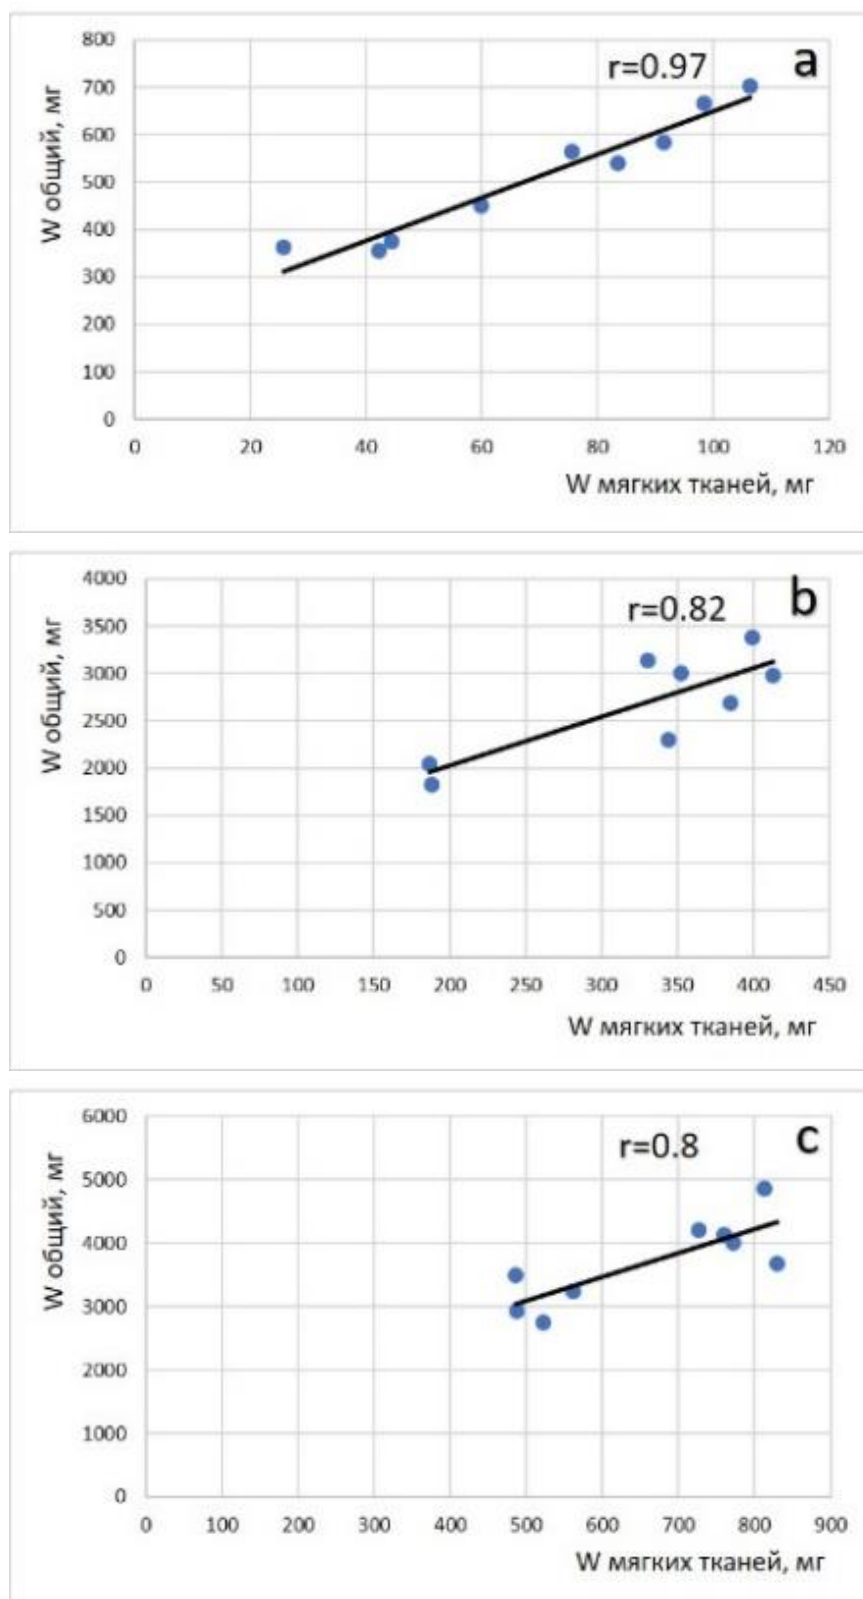 800
r=0.97
a
700
600
500
400
300
200
100
0
W общий, мг
0 20 40 60 80 100 120
W мягких тканей, мг
4000
r=0.82
b
3500
3000
2500
2000
1500
1000
500
0
W общий, мг
0 50 100 150 200 250 300 350 400 450
W мягких тканей, мг
6000
r=0.8
c
5000
4000
3000
2000
1000
0
W общий, мг
0 100 200 300 400 500 600 700 800 900
W мягких тканей, мг